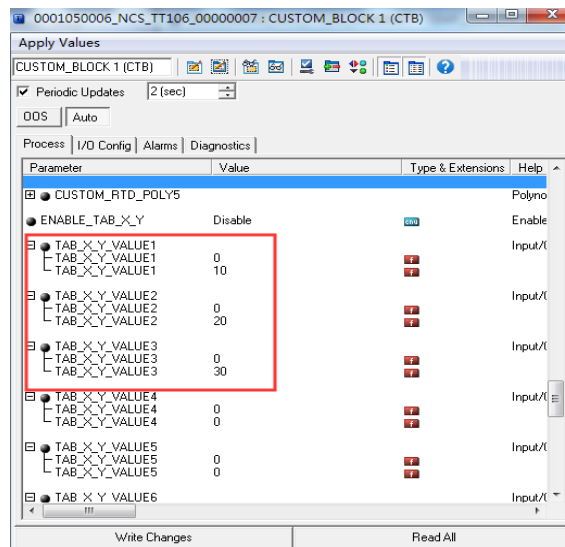 0001050006_NCS_TT106_00000007 : CUSTOM_BLOCK 1 (CTB)
Apply Values
CUSTOM_BLOCK 1 (CTB)
Periodic Updates 2 (sec)
OOS Auto
Process I/O Config Alarms Diagnostics
Parameter Value Type & Extensions Help
CUSTOM_RTD_POLY5 Polyno
ENABLE_TAB_X_Y Disable enu Enable
TAB_X_Y_VALUE1 Input/(
TAB_X_Y_VALUE1 0 f
TAB_X_Y_VALUE1 10 f
TAB_X_Y_VALUE2 Input/(
TAB_X_Y_VALUE2 0 f
TAB_X_Y_VALUE2 20 f
TAB_X_Y_VALUE3 Input/(
TAB_X_Y_VALUE3 0 f
TAB_X_Y_VALUE3 30 f
TAB_X_Y_VALUE4 Input/(
TAB_X_Y_VALUE4 0 f
TAB_X_Y_VALUE4 0 f
TAB_X_Y_VALUE5 Input/(
TAB_X_Y_VALUE5 0 f
TAB_X_Y_VALUE5 0 f
TAB_X_Y_VALUE6 Input/(
Write Changes Read All